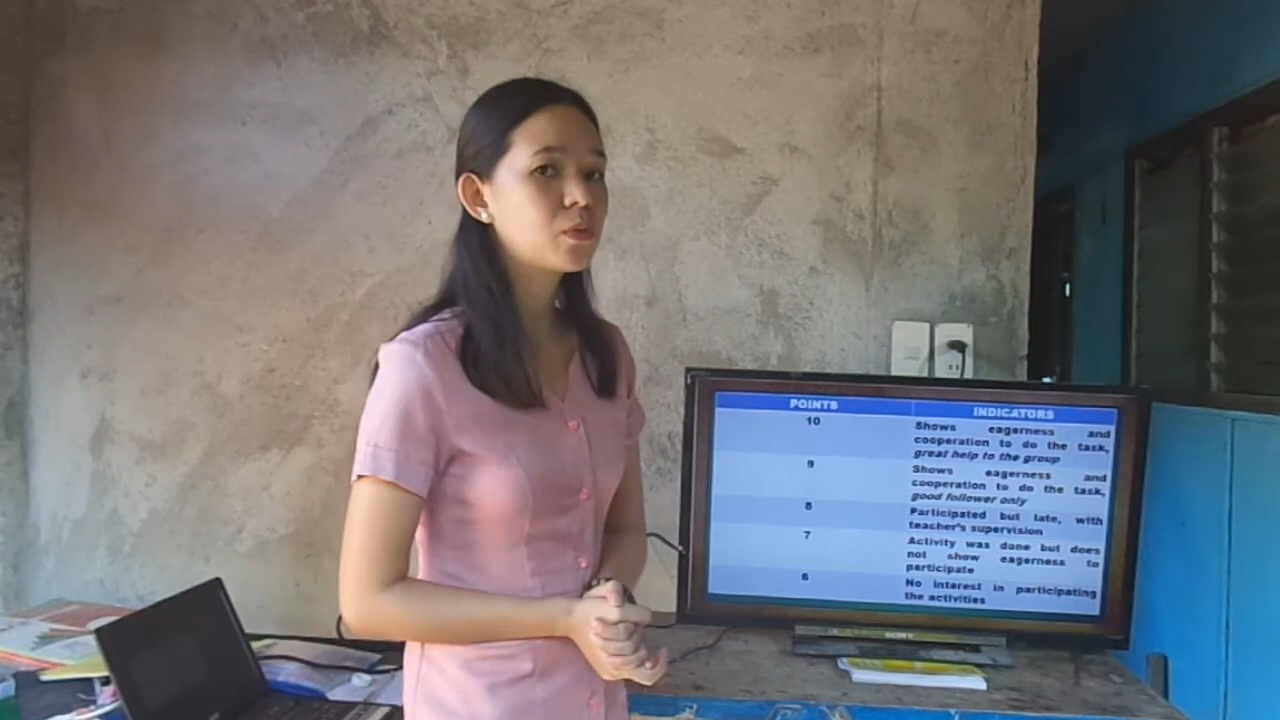 POINTS INDICATORS
10 Shows eagerness and
cooperation to do the task,
great help to the group
9 Shows eagerness and
cooperation to do the task,
good follower only
8 Participated but late, with
teacher's supervision
7 Activity was done but does
not show eagerness to
participate
6 No interest in participating
the activities
SONY